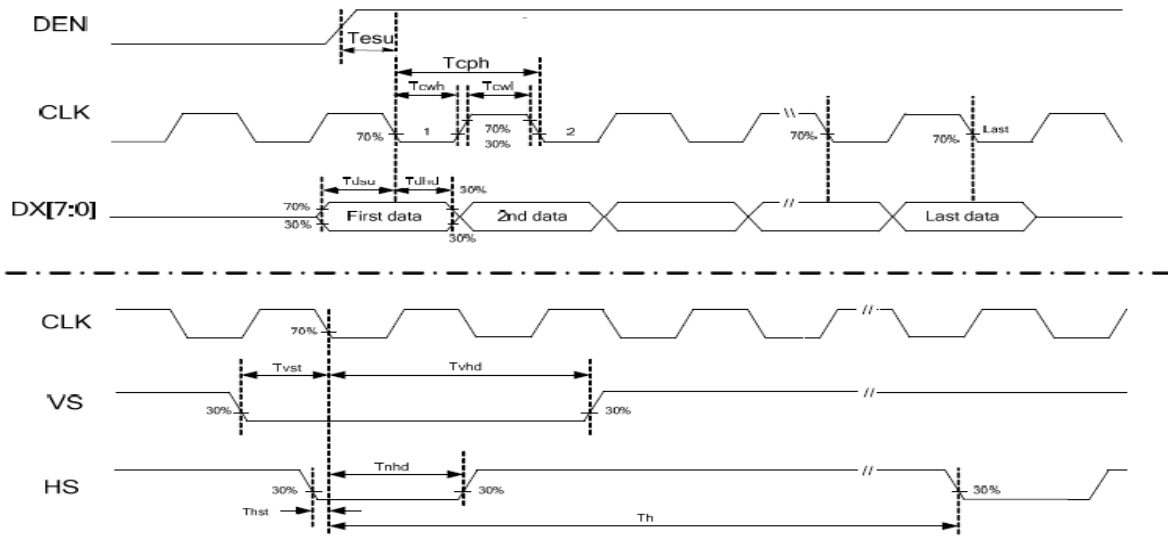 DEN
Tesu
Tcph
Tcwh Tcwl
CLK
70% 1 70% 2 70% 70% Last
30%
Tdsu Tdhd 30%
DX[7:0] 70% First data 2nd data // Last data
30% 30%
CLK
70% //
Tvst Tvhd
VS
30% 30% //
Tnhd
HS
30% 30% // 30%
Thst
Th